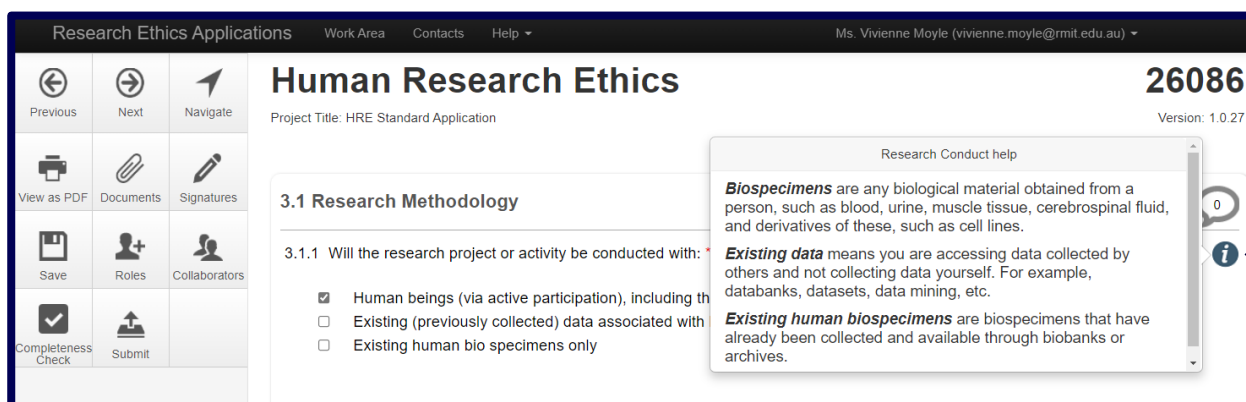 Research Ethics Applications Work Area Contacts Help Ms. Vivienne Moyle (vivienne.moyle@rmit.edu.au)
Previous Next Navigate
View as PDF Documents Signatures
Save Roles Collaborators
Completeness Check Submit
Human Research Ethics 26086
Project Title: HRE Standard Application Version: 1.0.27
3.1 Research Methodology 0
3.1.1 Will the research project or activity be conducted with: *
Human beings (via active participation), including th
Existing (previously collected) data associated with
Existing human bio specimens only
Research Conduct help
Biospecimens are any biological material obtained from a
person, such as blood, urine, muscle tissue, cerebrospinal fluid,
and derivatives of these, such as cell lines.
Existing data means you are accessing data collected by
others and not collecting data yourself. For example,
databanks, datasets, data mining, etc.
Existing human biospecimens are biospecimens that have
already been collected and available through biobanks or
archives.